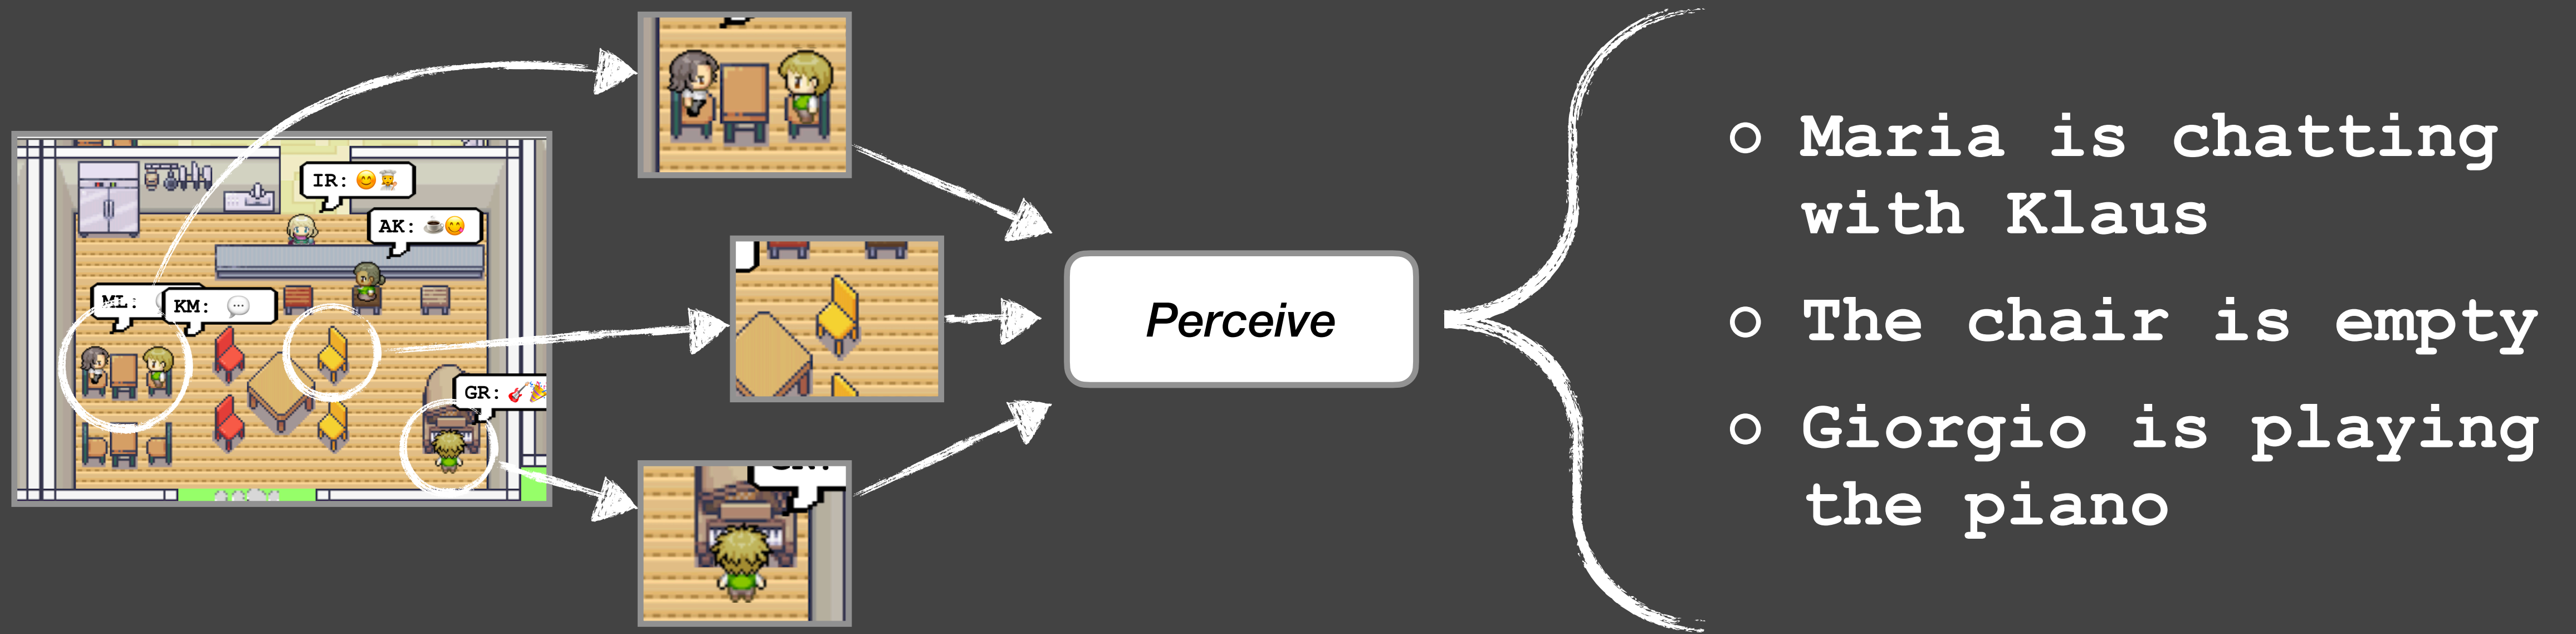 IR: 😊👨‍🍳
AK: ☕😋
ML:
KM: 💬
GR: 🎸🎉
Perceive
○ Maria is chatting
with Klaus
○ The chair is empty
○ Giorgio is playing
the piano